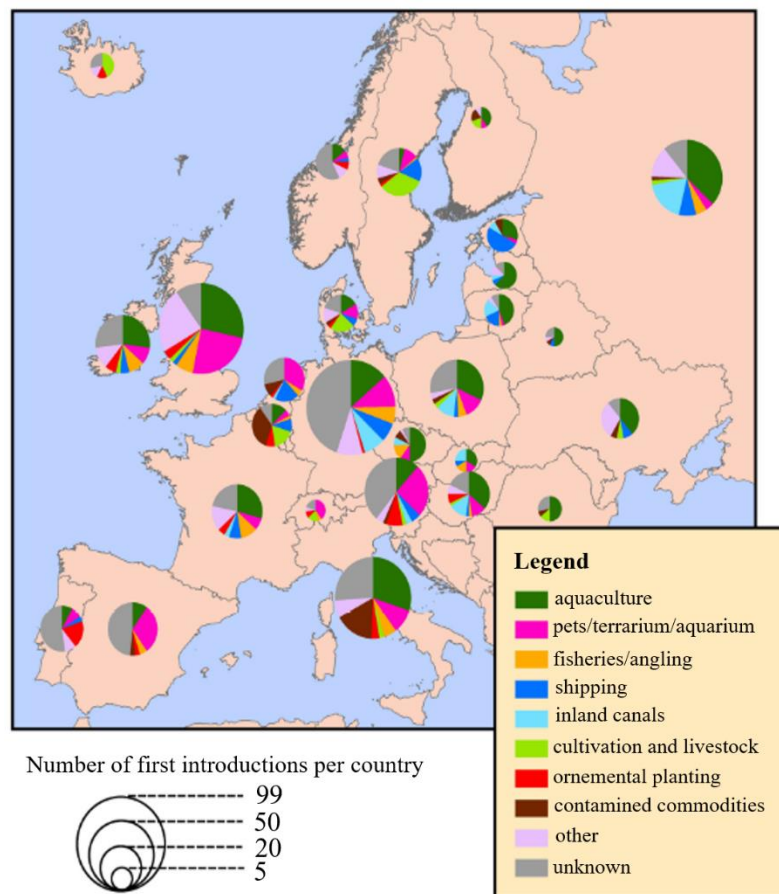 Legend
aquaculture
pets/terrarium/aquarium
fisheries/angling
shipping
inland canals
cultivation and livestock
ornemental planting
contamined commodities
other
unknown
Number of first introductions per country
99
50
20
5